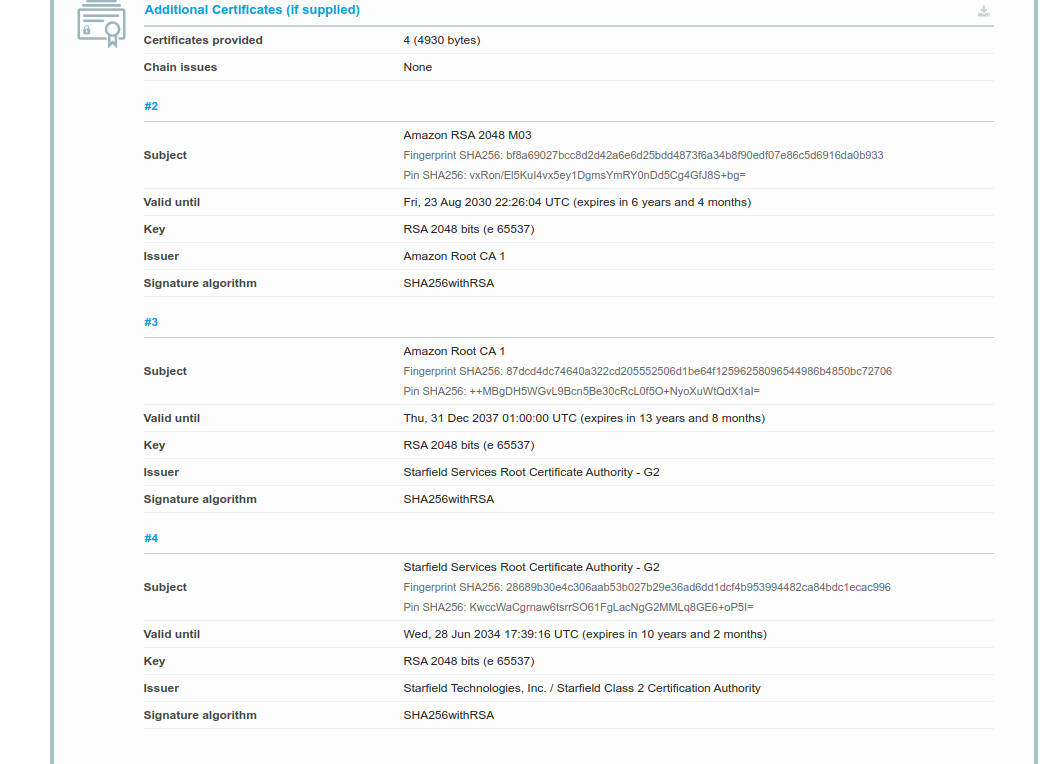 Additional Certificates (if supplied)
Certificates provided 4 (4930 bytes)
Chain issues None
#2
Subject
Amazon RSA 2048 M03
Fingerprint SHA256: bf8a69027bcc8d2d42a6e6d25bdd4873f6a34b8f90edf07e86c5d6916da0b933
Pin SHA256: vxRon/El5KuI4vx5ey1DgmsYmRY0nDd5Cg4GfJ8S+bg=
Valid until Fri, 23 Aug 2030 22:26:04 UTC (expires in 6 years and 4 months)
Key RSA 2048 bits (e 65537)
Issuer Amazon Root CA 1
Signature algorithm SHA256withRSA
#3
Subject
Amazon Root CA 1
Fingerprint SHA256: 87dcd4dc74640a322cd205552506d1be64f12596258096544986b4850bc72706
Pin SHA256: ++MBgDH5WGvL9Bcn5Be30cRcL0f5O+NyoXuWtQdX1aI=
Valid until Thu, 31 Dec 2037 01:00:00 UTC (expires in 13 years and 8 months)
Key RSA 2048 bits (e 65537)
Issuer Starfield Services Root Certificate Authority - G2
Signature algorithm SHA256withRSA
#4
Subject
Starfield Services Root Certificate Authority - G2
Fingerprint SHA256: 28689b30e4c306aab53b027b29e36ad6dd1dcf4b953994482ca84bdc1ecac996
Pin SHA256: KwccWaCgrnaw6tsrrSO61FgLacNgG2MMLq8GE6+oP5I=
Valid until Wed, 28 Jun 2034 17:39:16 UTC (expires in 10 years and 2 months)
Key RSA 2048 bits (e 65537)
Issuer Starfield Technologies, Inc. / Starfield Class 2 Certification Authority
Signature algorithm SHA256withRSA